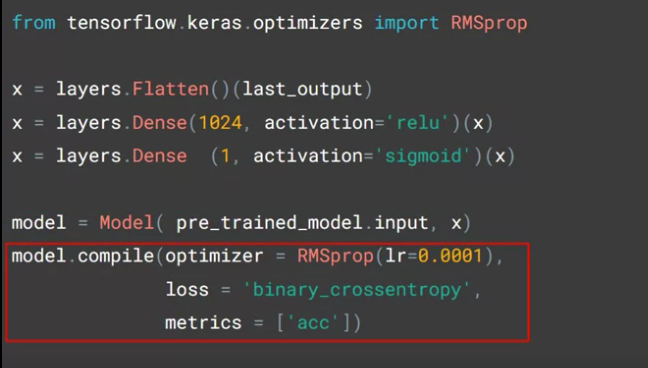 from tensorflow.keras.optimizers import RMSprop
x = layers.Flatten()(last_output)
x = layers.Dense(1024, activation='relu')(x)
x = layers.Dense  (1, activation='sigmoid')(x)
model = Model( pre_trained_model.input, x)
model.compile(optimizer = RMSprop(lr=0.0001),
              loss = 'binary_crossentropy',
              metrics = ['acc'])